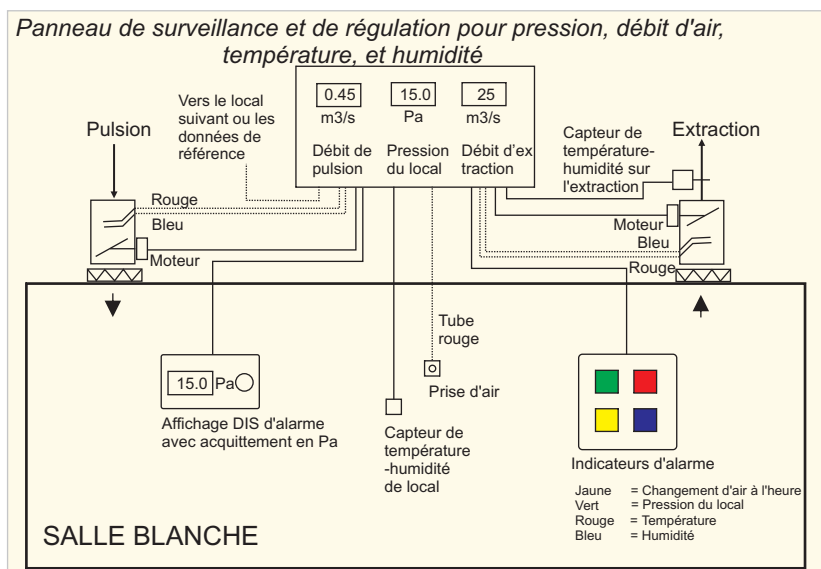 Panneau de surveillance et de régulation pour pression, débit d'air,
température, et humidité
0.45
15.0
25
m3/s
Pa
m3/s
Débit de
pulsion
Pression
du local
Débit d'ex
traction
Vers le local
suivant ou les
données de
référence
Pulsion
Rouge
Bleu
Moteur
Capteur de
température-
humidité sur
l'extraction
Extraction
Moteur
Bleu
Rouge
15.0 Pa
Affichage DIS d'alarme
avec acquittement en Pa
Tube
rouge
Prise d'air
Capteur de
température
-humidité
de local
Indicateurs d'alarme
Jaune = Changement d'air à l'heure
Vert = Pression du local
Rouge = Température
Bleu = Humidité
SALLE BLANCHE